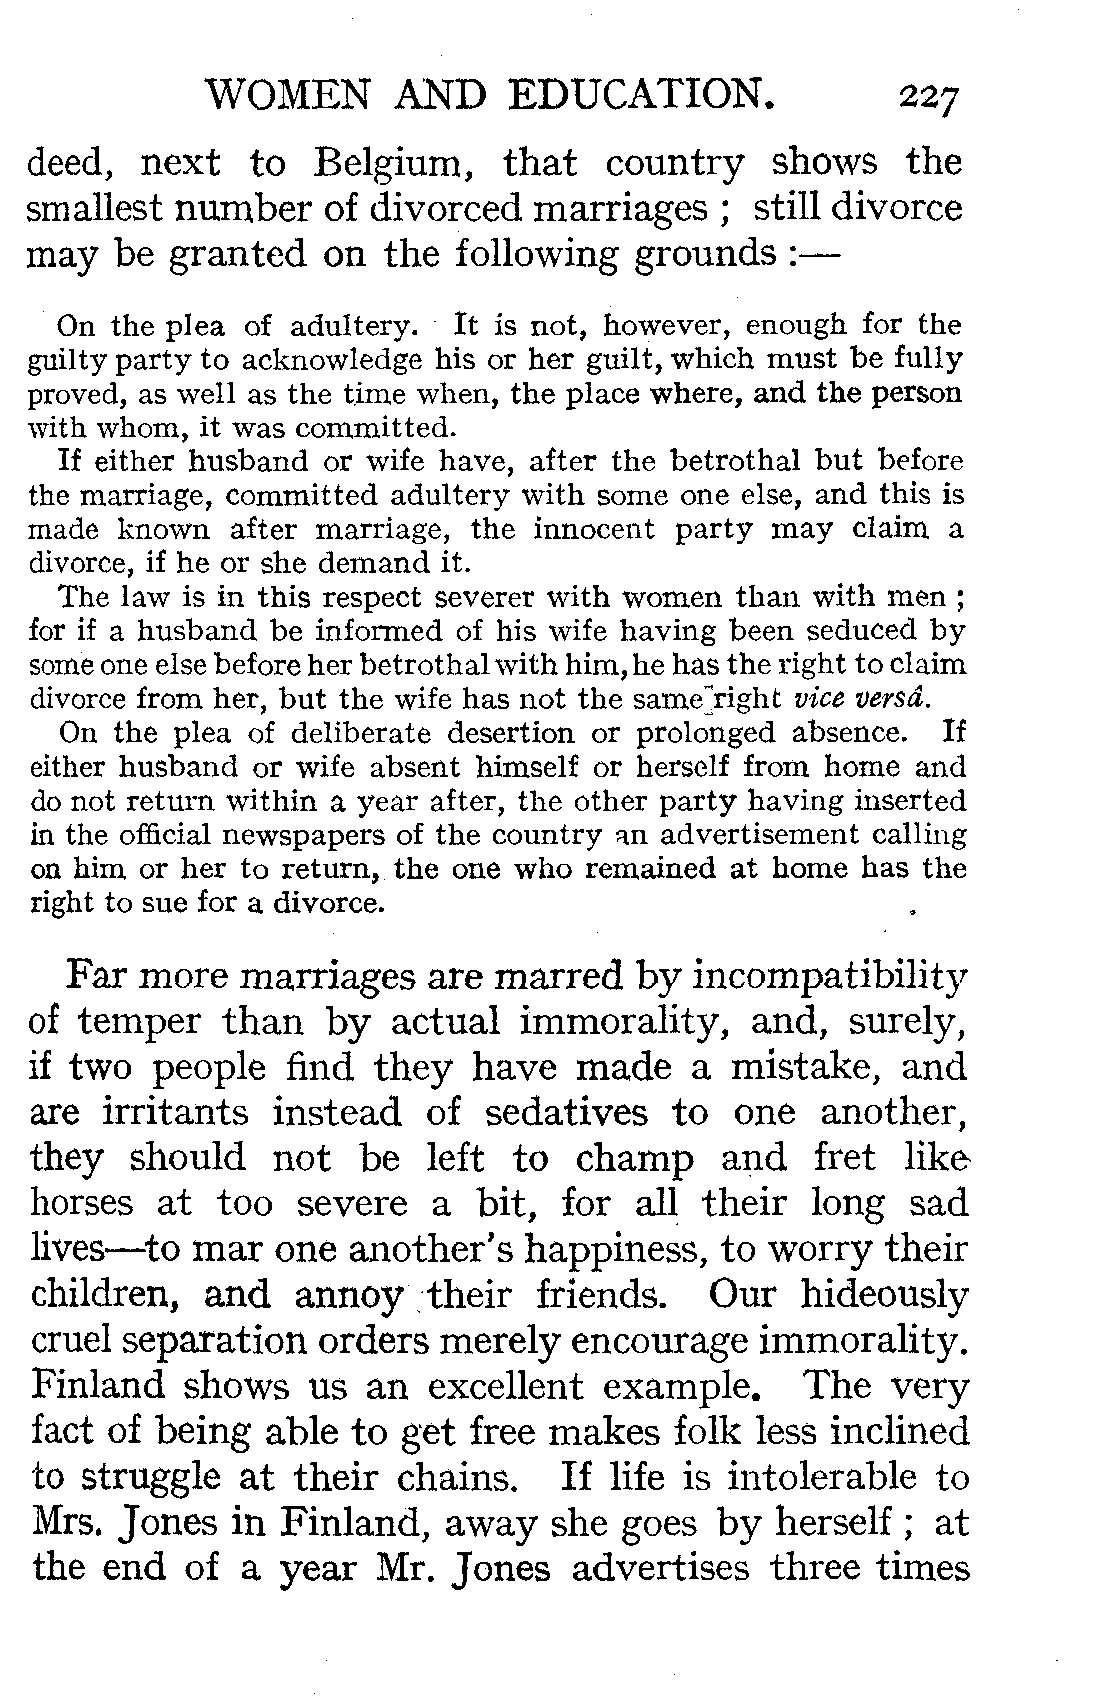 WOMEN AND EDUCATION. 227
deed, next to Belgium, that country shows the
smallest number of divorced marriages ; still divorce
may be granted on the following grounds :—
On the plea of adultery. It is not, however, enough for the
guilty party to acknowledge his or her guilt, which must be fully
proved, as well as the time when, the place where, and the person
with whom, it was committed.
If either husband or wife have, after the betrothal but before
the marriage, committed adultery with some one else, and this is
made known after marriage, the innocent party may claim a
divorce, if he or she demand it.
The law is in this respect severer with women than with men ;
for if a husband be informed of his wife having been seduced by
some one else before her betrothal with him, he has the right to claim
divorce from her, but the wife has not the same right vice versâ.
On the plea of deliberate desertion or prolonged absence. If
either husband or wife absent himself or herself from home and
do not return within a year after, the other party having inserted
in the official newspapers of the country an advertisement calling
on him or her to return, the one who remained at home has the
right to sue for a divorce.
Far more marriages are marred by incompatibility
of temper than by actual immorality, and, surely,
if two people find they have made a mistake, and
are irritants instead of sedatives to one another,
they should not be left to champ and fret like
horses at too severe a bit, for all their long sad
lives—to mar one another's happiness, to worry their
children, and annoy their friends. Our hideously
cruel separation orders merely encourage immorality.
Finland shows us an excellent example. The very
fact of being able to get free makes folk less inclined
to struggle at their chains. If life is intolerable to
Mrs. Jones in Finland, away she goes by herself ; at
the end of a year Mr. Jones advertises three times